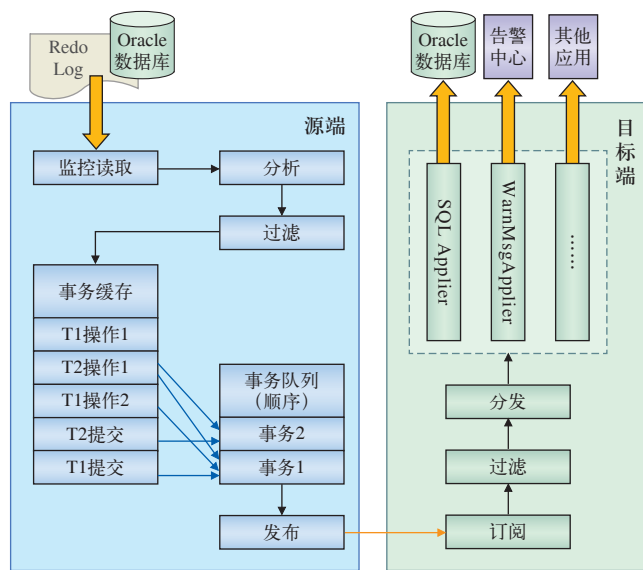 Redo
Log
Oracle
数据库
源端
监控读取
分析
过滤
事务缓存
T1操作1
T2操作1
T1操作2
T2提交
T1提交
事务队列
（顺序）
事务2
事务1
发布
Oracle
数据库
告警
中心
其他
应用
目标端
SQL Applier
WarnMsgApplier
……
分发
过滤
订阅